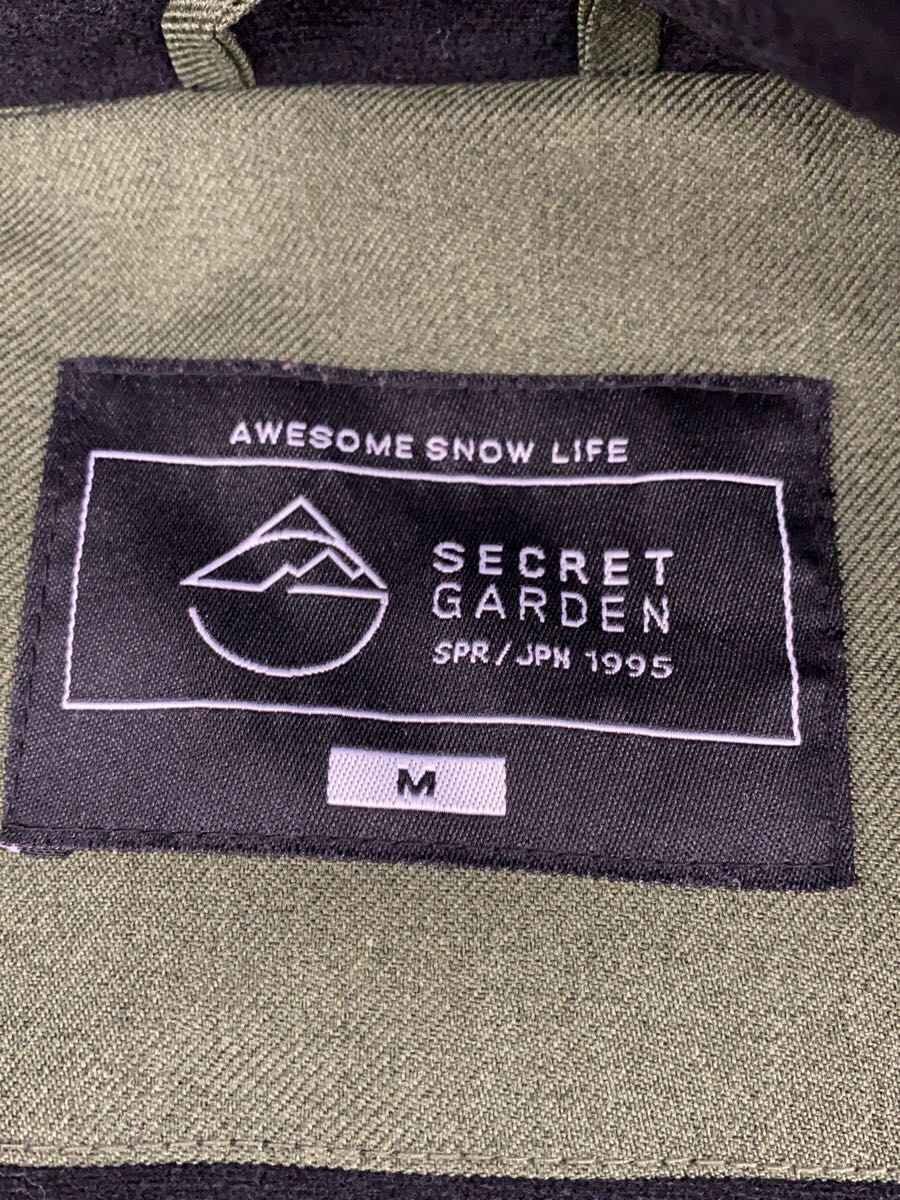 AWESOME SNOW LIFE
SECRET
GARDEN
SPR/JPN 1995
M